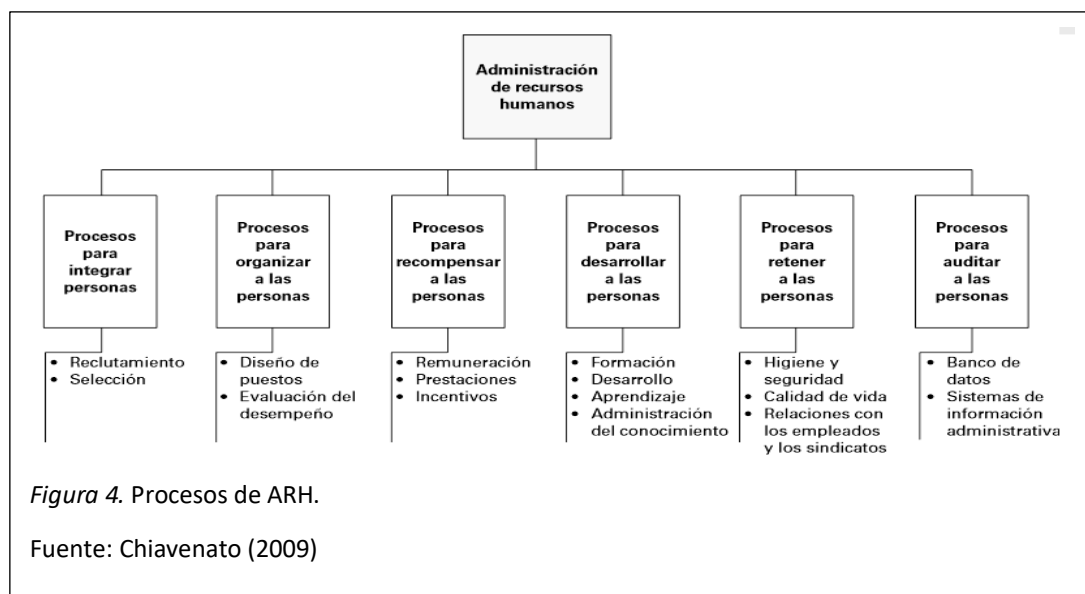 Administración
de recursos
humanos
Procesos
para
integrar
personas
• Reclutamiento
• Selección
Procesos
para
organizar
a las
personas
• Diseño de
puestos
• Evaluación del
desempeño
Procesos
para
recompensar
a las
personas
• Remuneración
• Prestaciones
• Incentivos
Procesos
para
desarrollar
a las
personas
• Formación
• Desarrollo
• Aprendizaje
• Administración
del conocimiento
Procesos
para
retener
a las
personas
• Higiene y
seguridad
• Calidad de vida
• Relaciones con
los empleados
y los sindicatos
Procesos
para
auditar
a las
personas
• Banco de
datos
• Sistemas de
información
administrativa
Figura 4. Procesos de ARH.
Fuente: Chiavenato (2009)